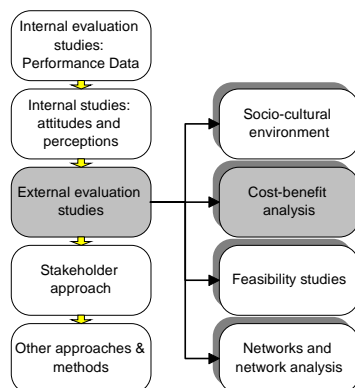 Internal evaluation
studies:
Performance Data
Internal studies:
attitudes and
perceptions
External evaluation
studies
Stakeholder
approach
Other approaches &
methods
Socio-cultural
environment
Cost-benefit
analysis
Feasibility studies
Networks and
network analysis